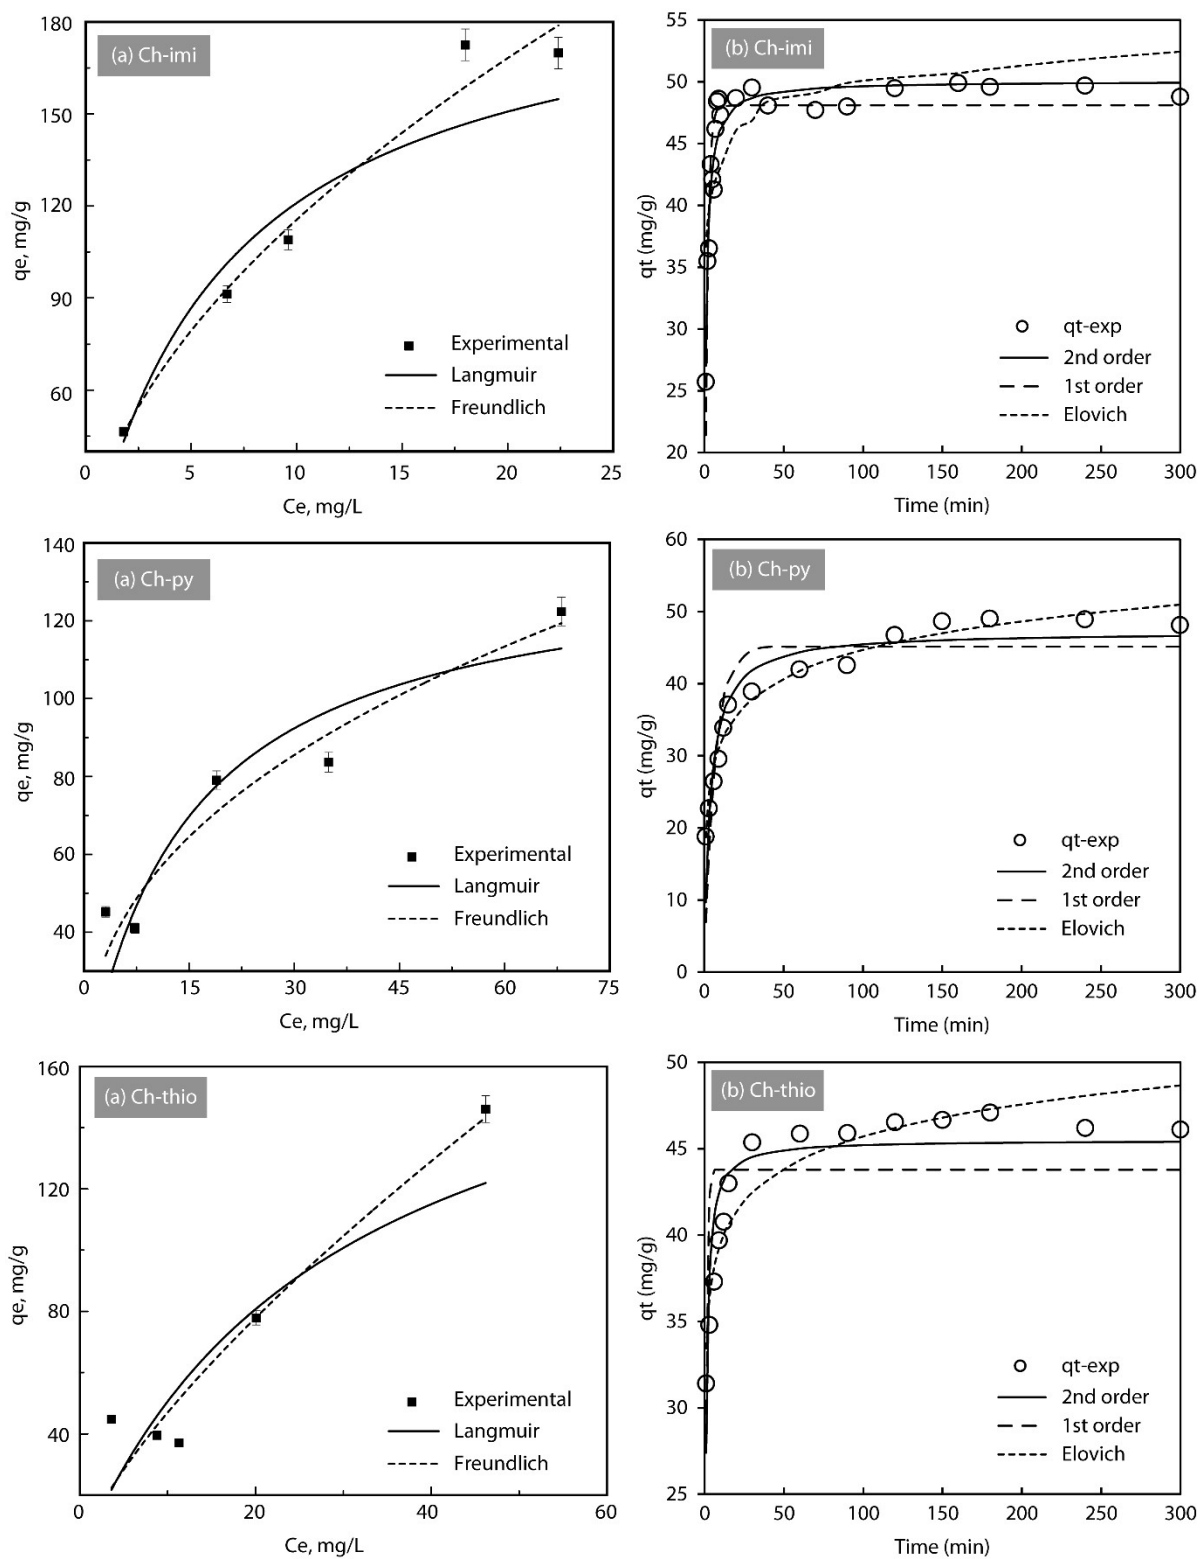 (a) Ch-imi
180
150
120
90
60
qe, mg/g
Experimental
Langmuir
Freundlich
0 5 10 15 20 25
Ce, mg/L
(b) Ch-imi
55
50
45
40
35
30
25
20
qt (mg/g)
qt-exp
2nd order
1st order
Elovich
0 50 100 150 200 250 300
Time (min)
(a) Ch-py
140
120
100
80
60
40
qe, mg/g
Experimental
Langmuir
Freundlich
0 15 30 45 60 75
Ce, mg/L
(b) Ch-py
60
50
40
30
20
10
0
qt (mg/g)
qt-exp
2nd order
1st order
Elovich
0 50 100 150 200 250 300
Time (min)
(a) Ch-thio
160
120
80
40
qe, mg/g
Experimental
Langmuir
Freundlich
0 20 40 60
Ce, mg/L
(b) Ch-thio
50
45
40
35
30
25
qt (mg/g)
qt-exp
2nd order
1st order
Elovich
0 50 100 150 200 250 300
Time (min)